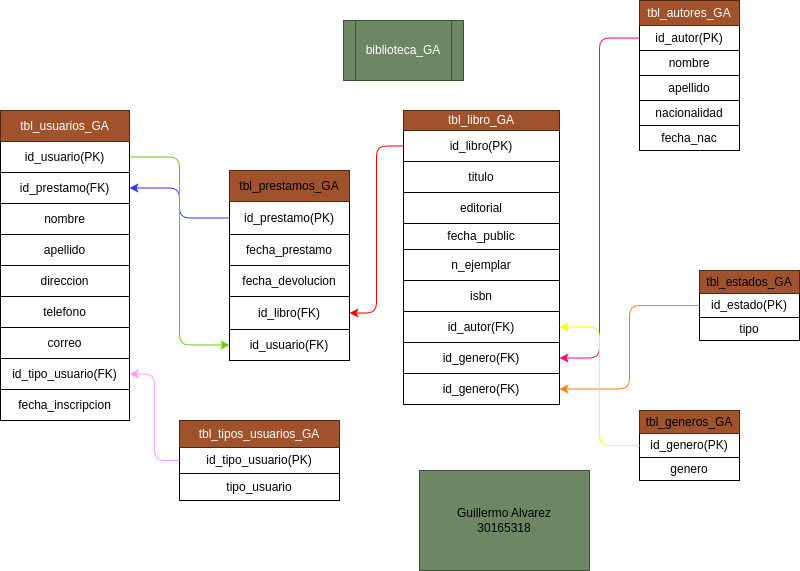 biblioteca_GA
tbl_usuarios_GA
id_usuario(PK)
id_prestamo(FK)
nombre
apellido
direccion
telefono
correo
id_tipo_usuario(FK)
fecha_inscripcion
tbl_prestamos_GA
id_prestamo(PK)
fecha_prestamo
fecha_devolucion
id_libro(FK)
id_usuario(FK)
tbl_tipos_usuarios_GA
id_tipo_usuario(PK)
tipo_usuario
tbl_libro_GA
id_libro(PK)
titulo
editorial
fecha_public
n_ejemplar
isbn
id_autor(FK)
id_genero(FK)
id_genero(FK)
tbl_autores_GA
id_autor(PK)
nombre
apellido
nacionalidad
fecha_nac
tbl_estados_GA
id_estado(PK)
tipo
tbl_generos_GA
id_genero(PK)
genero
Guillermo Alvarez
30165318